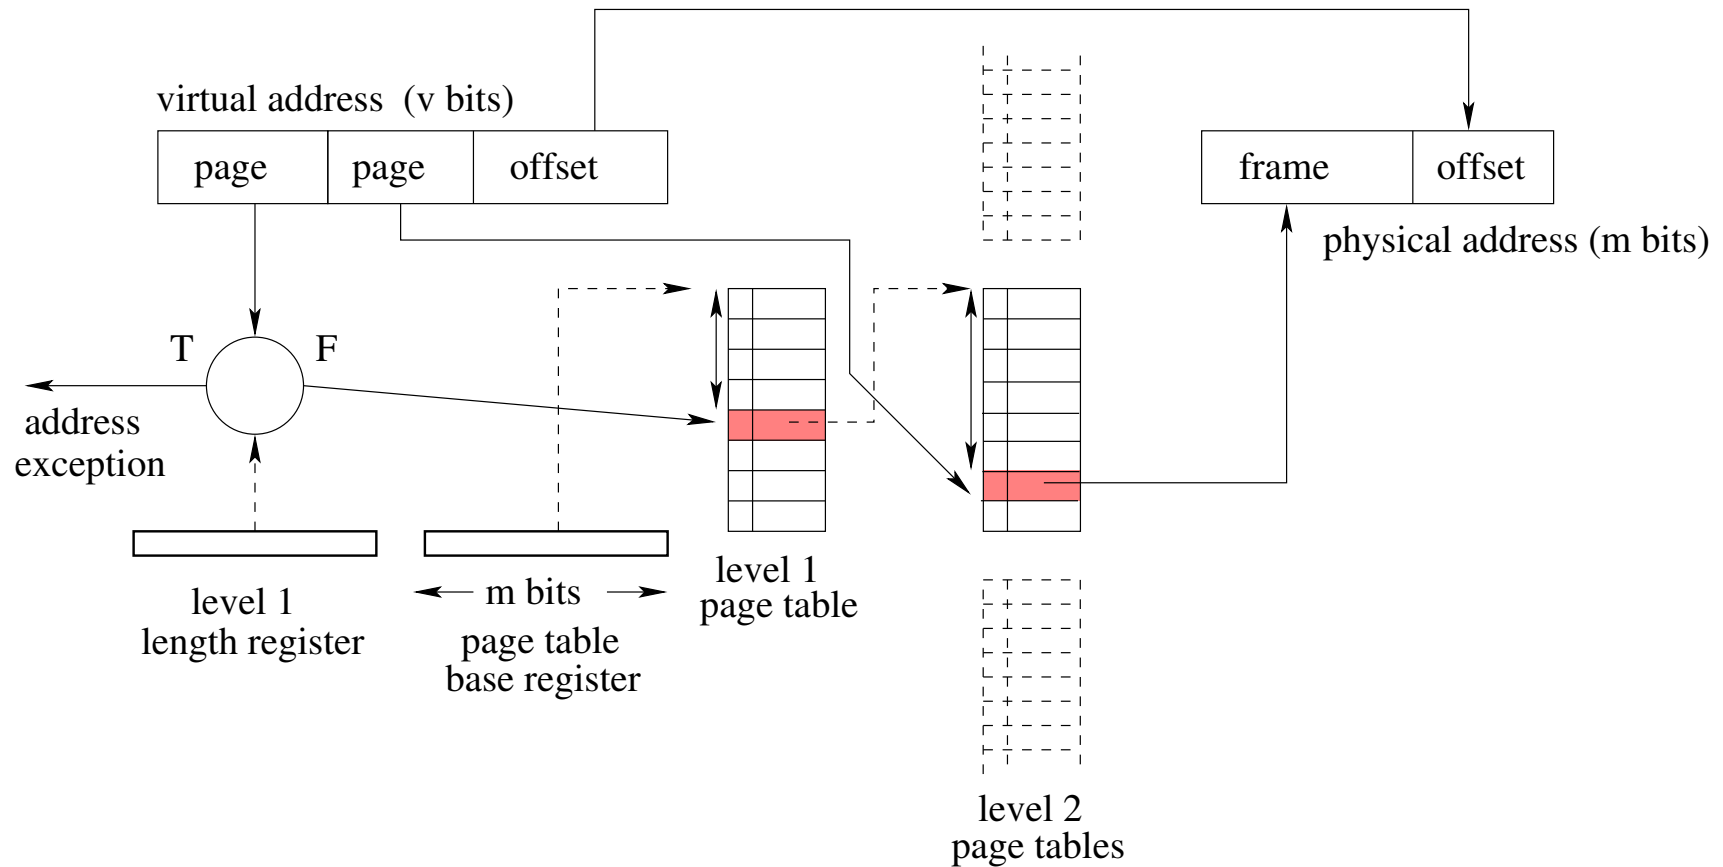 virtual address (v bits)
page page offset
frame offset
physical address (m bits)
T F
address
exception
level 1
length register
m bits
page table
base register
level 1
page table
level 2
page tables